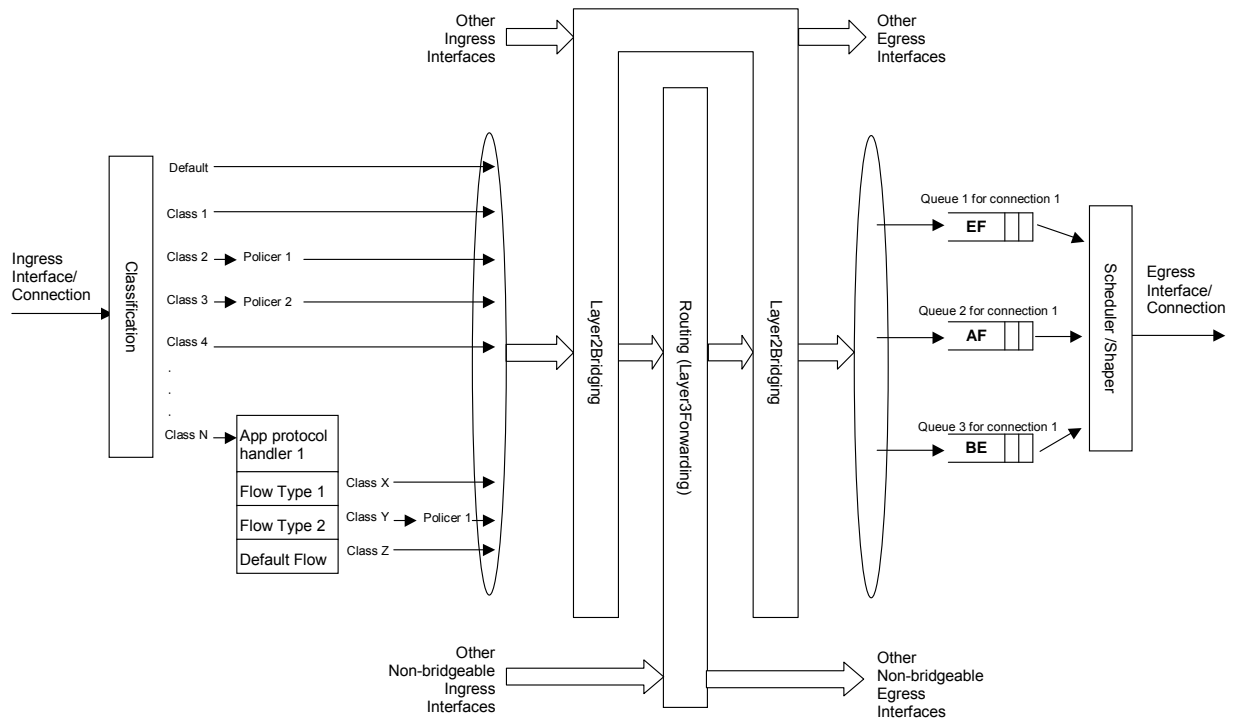 Other
Ingress
Interfaces
Other
Egress
Interfaces
Ingress
Interface/
Connection
Classification
Default
Class 1
Class 2
Policer 1
Class 3
Policer 2
Class 4
.
.
.
Class N
App protocol
handler 1
Flow Type 1
Class X
Flow Type 2
Class Y
Policer 1
Default Flow
Class Z
Layer2Bridging
Routing (Layer3Forwarding)
Layer2Bridging
Queue 1 for connection 1
EF
Queue 2 for connection 1
AF
Queue 3 for connection 1
BE
Scheduler /Shaper
Egress
Interface/
Connection
Other
Non-bridgeable
Ingress
Interfaces
Other
Non-bridgeable
Egress
Interfaces